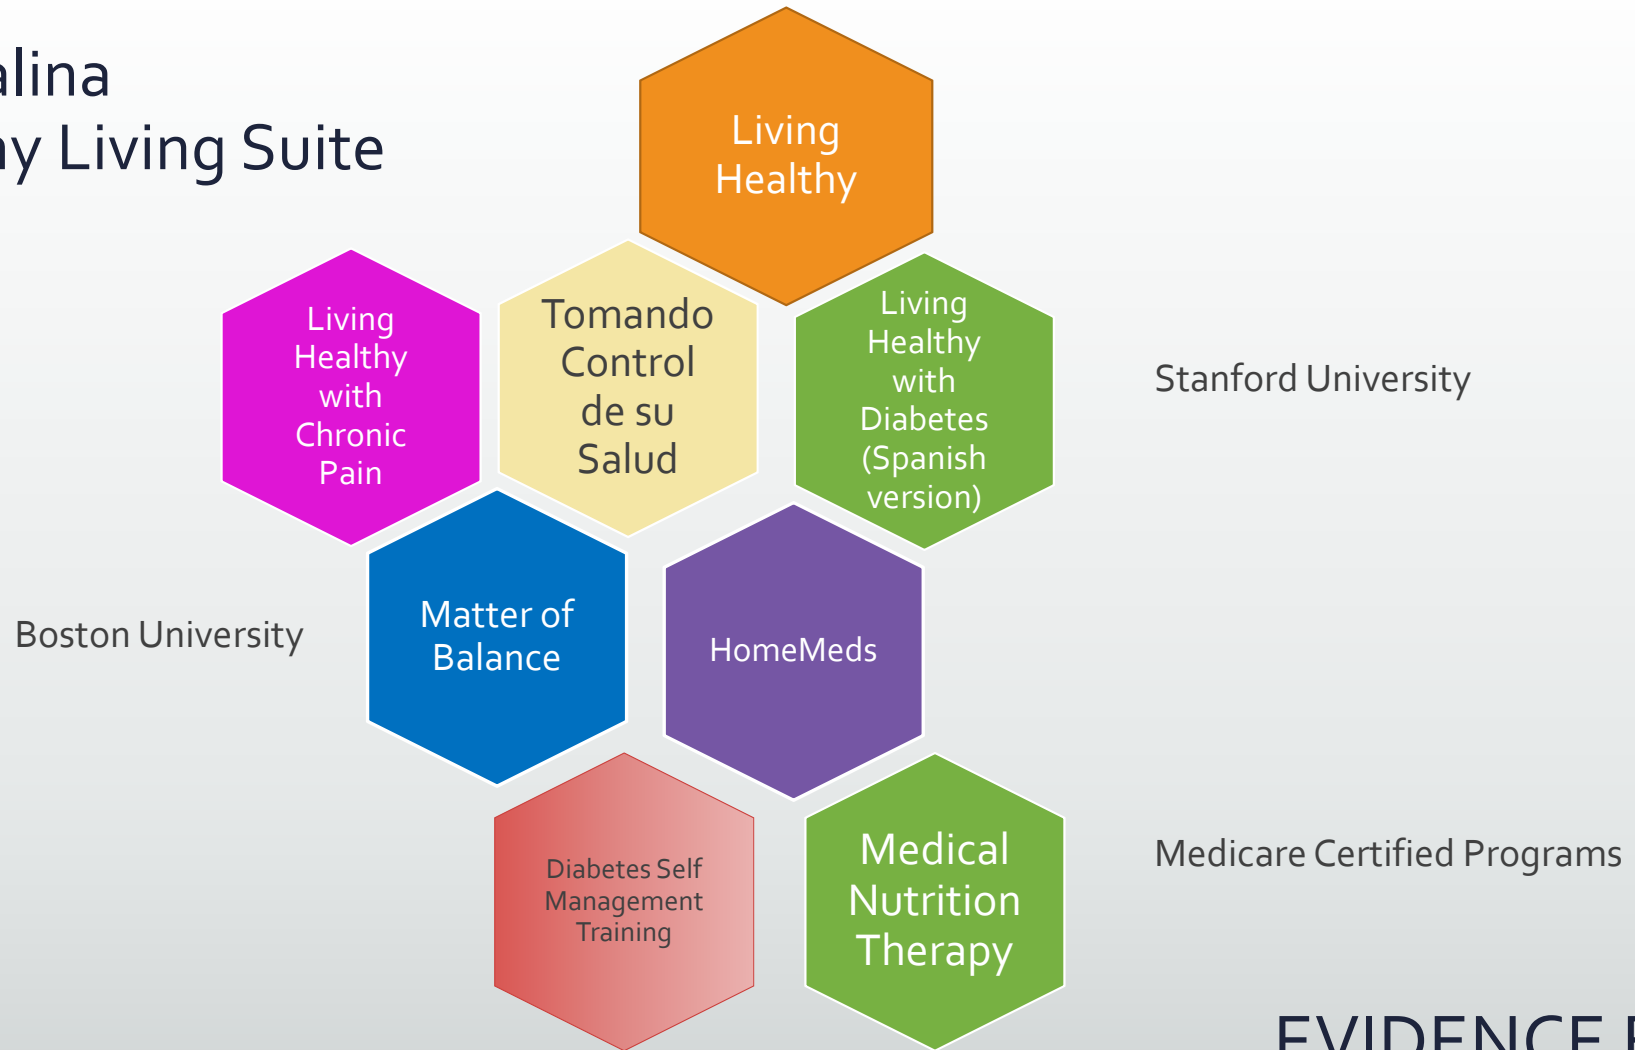 alina
ay Living Suite
Living
Healthy
Living
Healthy
with
Chronic
Pain
Tomando
Control
de su
Salud
Living
Healthy
with
Diabetes
(Spanish
version)
Stanford University
Boston University
Matter of
Balance
HomeMeds
Diabetes Self
Management
Training
Medical
Nutrition
Therapy
Medicare Certified Programs
EVIDENCE